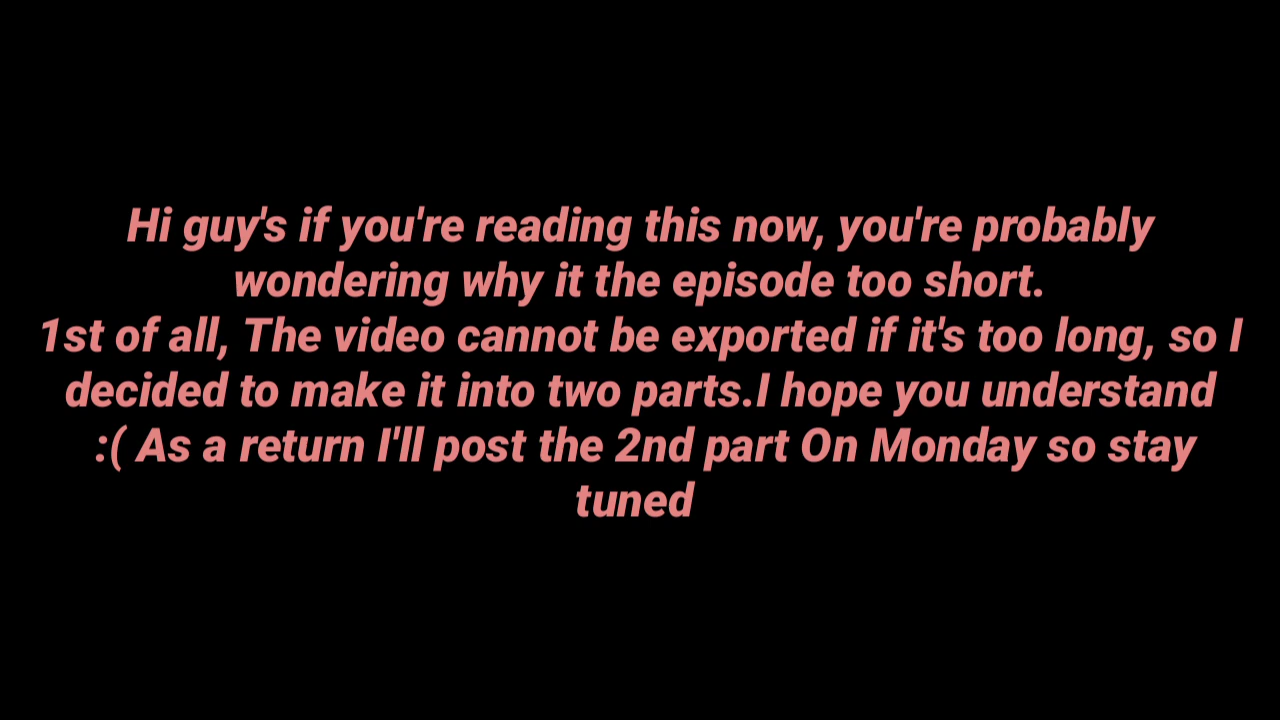 Hi guy's if you're reading this now, you're probably
wondering why it the episode too short.
1st of all, The video cannot be exported if it's too long, so I
decided to make it into two parts.I hope you understand
:( As a return I'll post the 2nd part On Monday so stay
tuned